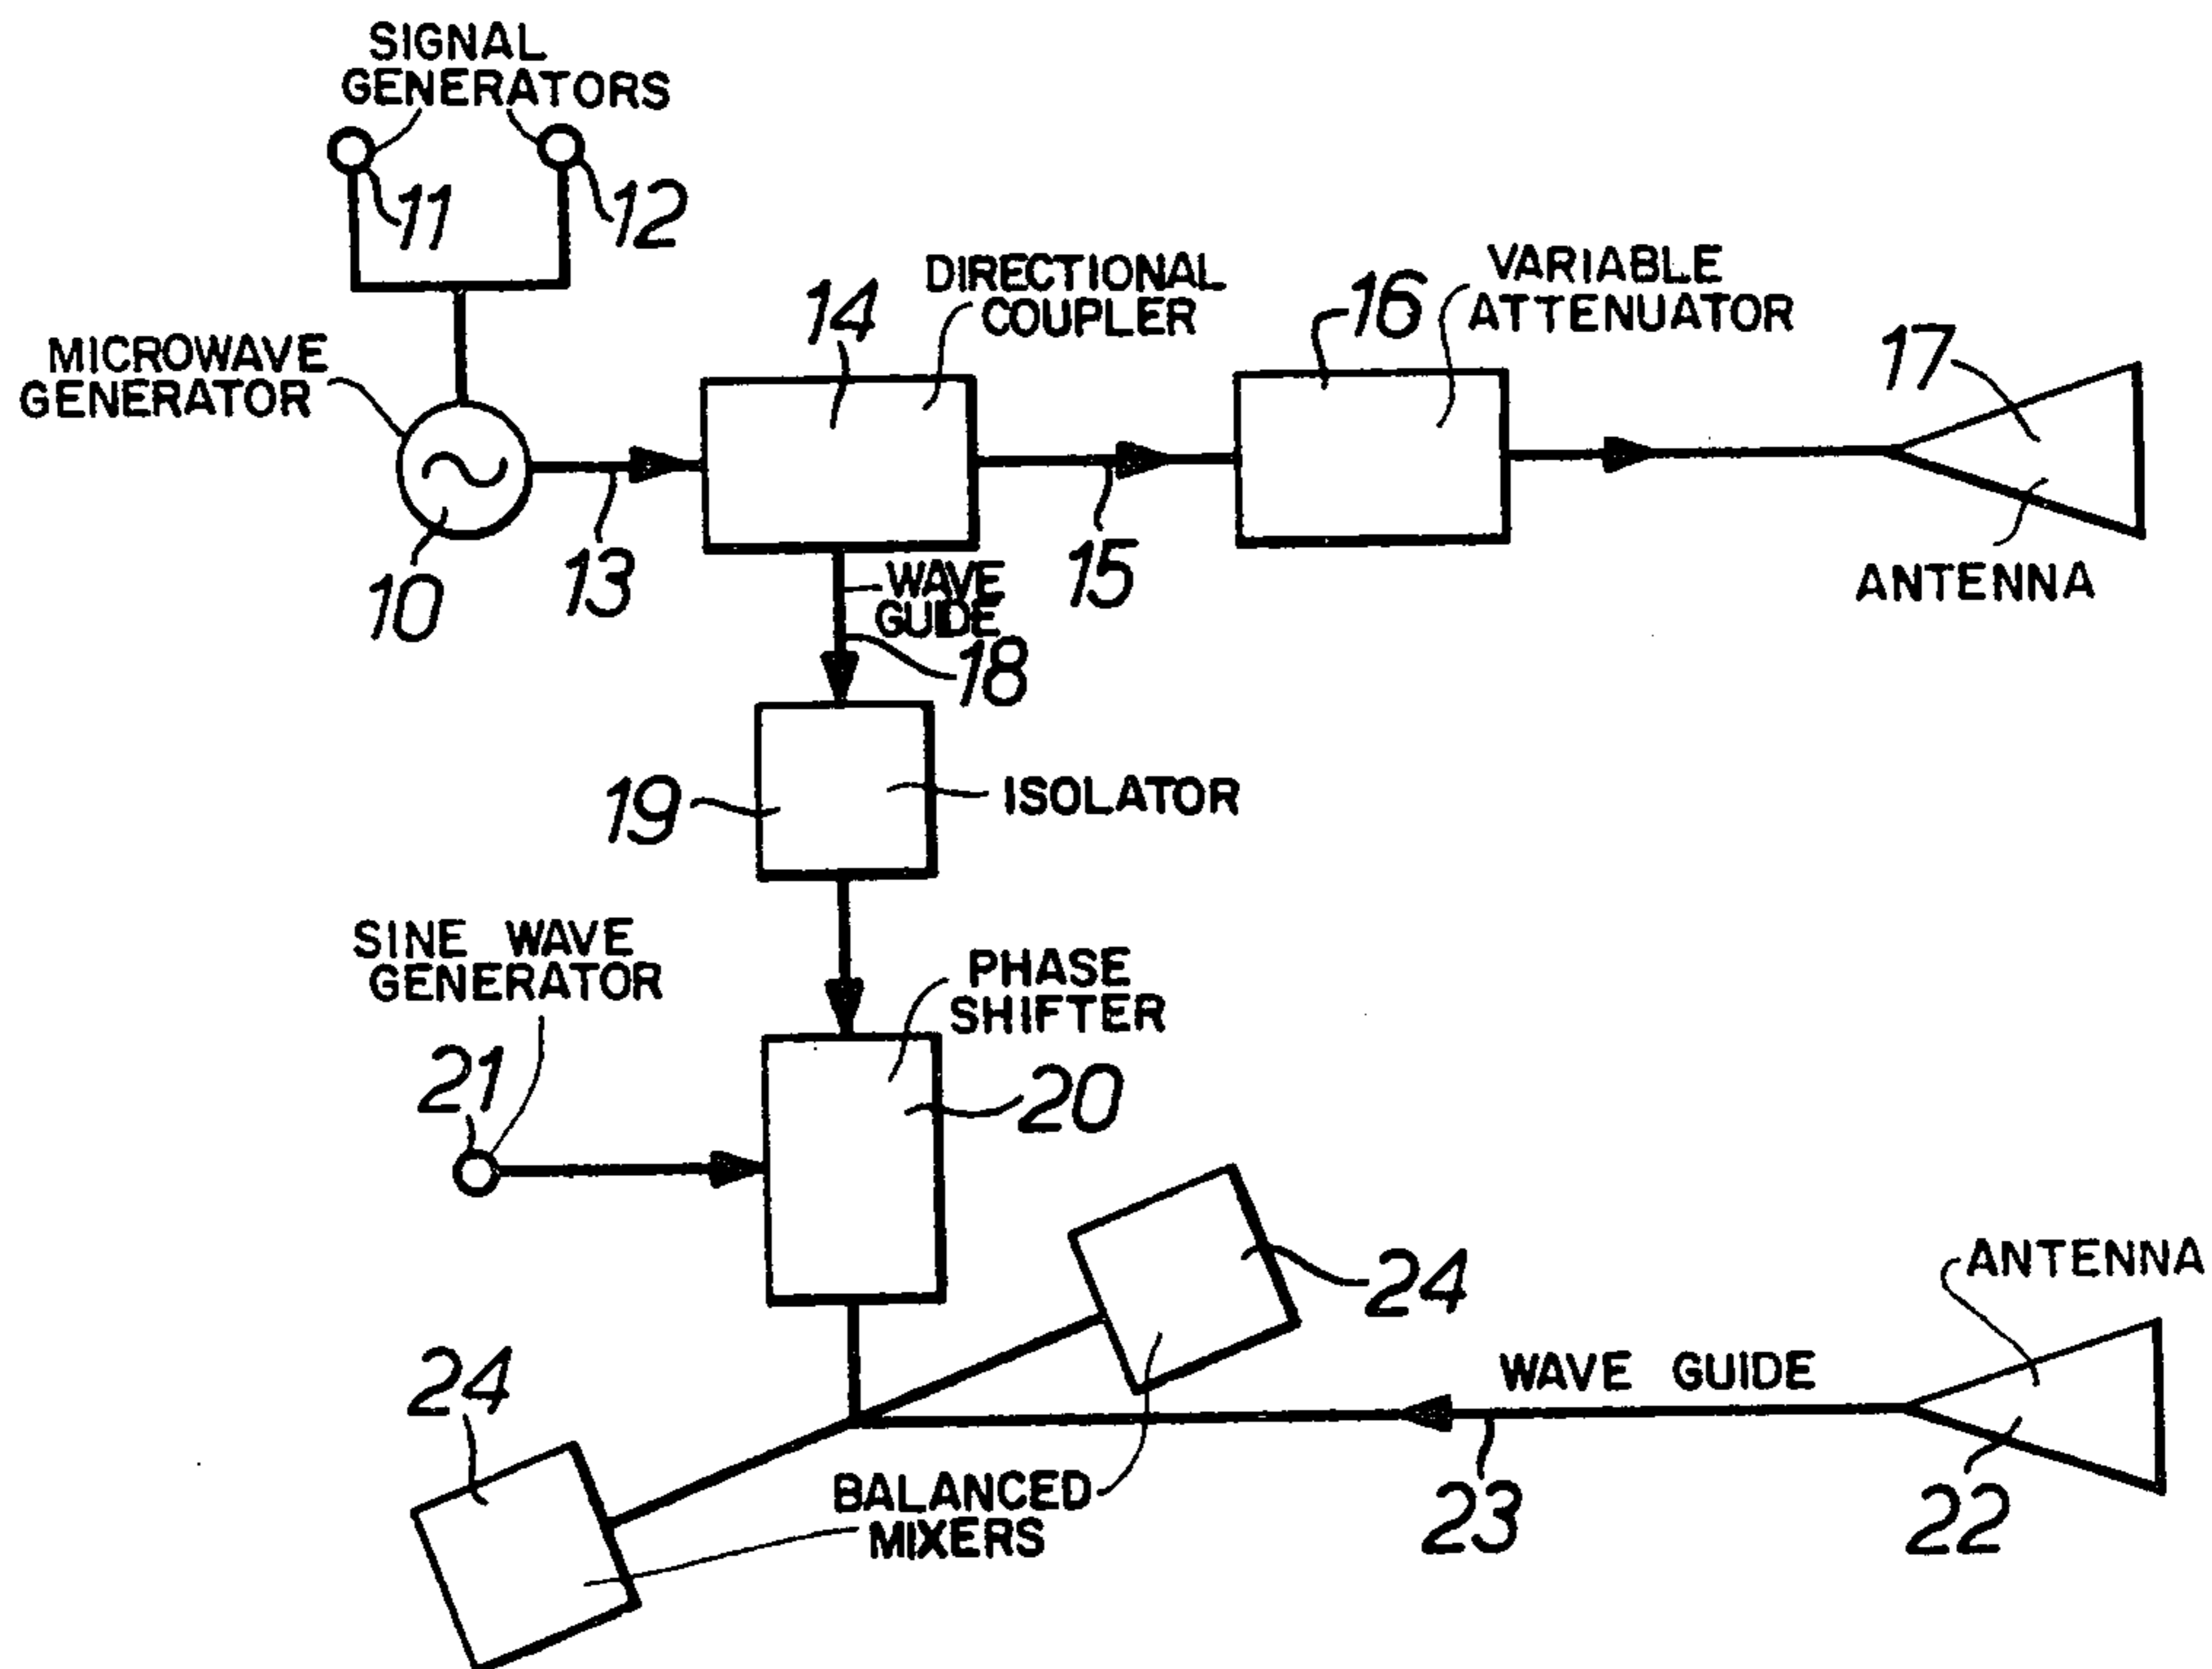 SIGNAL
GENERATORS
11
12
MICROWAVE
GENERATOR
10
13
14
DIRECTIONAL
COUPLER
15
16
VARIABLE
ATTENUATOR
17
ANTENNA
WAVE
GUIDE
18
19
ISOLATOR
SINE WAVE
GENERATOR
21
PHASE
SHIFTER
20
24
24
BALANCED
MIXERS
WAVE GUIDE
23
ANTENNA
22